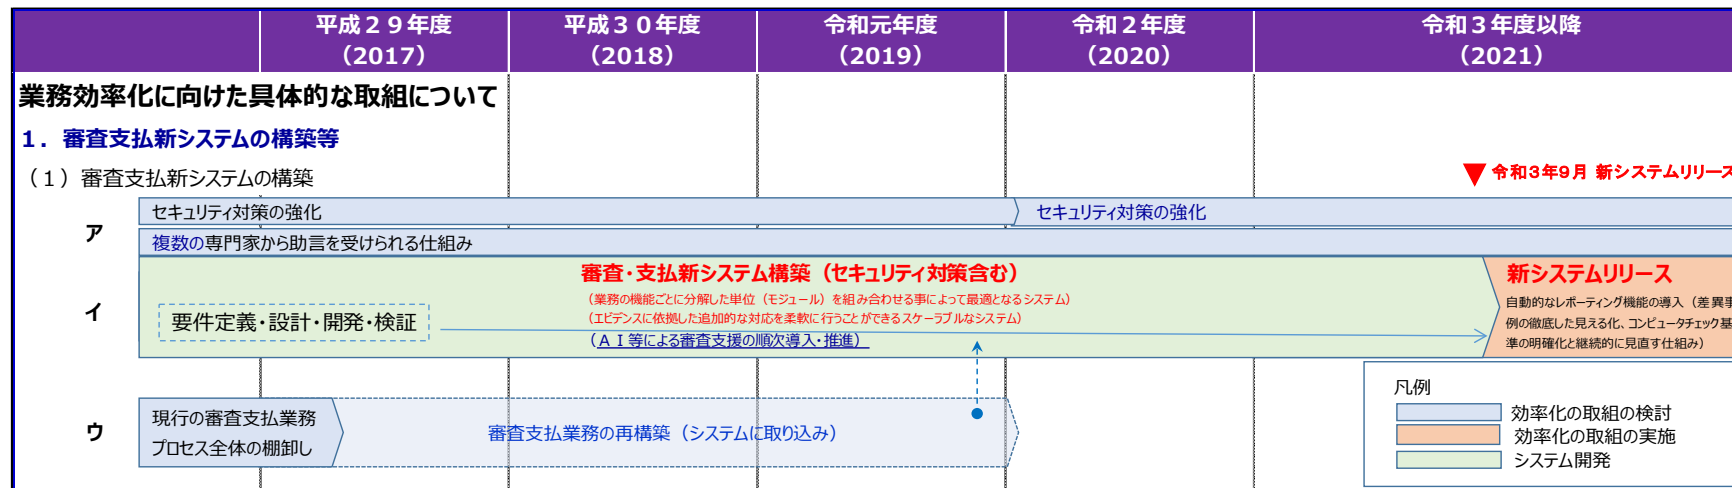 平成２９年度 平成３０年度 令和元年度 令和２年度 令和３年度以降
（2017） （2018） （2019） （2020） （2021）
業務効率化に向けた具体的な取組について
１．審査支払新システムの構築等
（１）審査支払新システムの構築
令和３年９月 新システムリリース
ア
セキュリティ対策の強化
セキュリティ対策の強化
複数の専門家から助言を受けられる仕組み
イ
審査・支払新システム構築（セキュリティ対策含む）
（業務の機能ごとに分解した単位（モジュール）を組み合わせる事によって最適となるシステム）
（エビデンスに依拠した追加的な対応を柔軟に行うことができるスケーラブルなシステム）
（ＡＩ等による審査支援の順次導入・推進）
要件定義・設計・開発・検証
新システムリリース
自動的なレポーティング機能の導入（差異事
例の徹底した見える化、コンピュータチェック基
準の明確化と継続的に見直す仕組み）
ウ
現行の審査支払業務
プロセス全体の棚卸し
審査支払業務の再構築（システムに取り込み）
凡例
効率化の取組の検討
効率化の取組の実施
システム開発